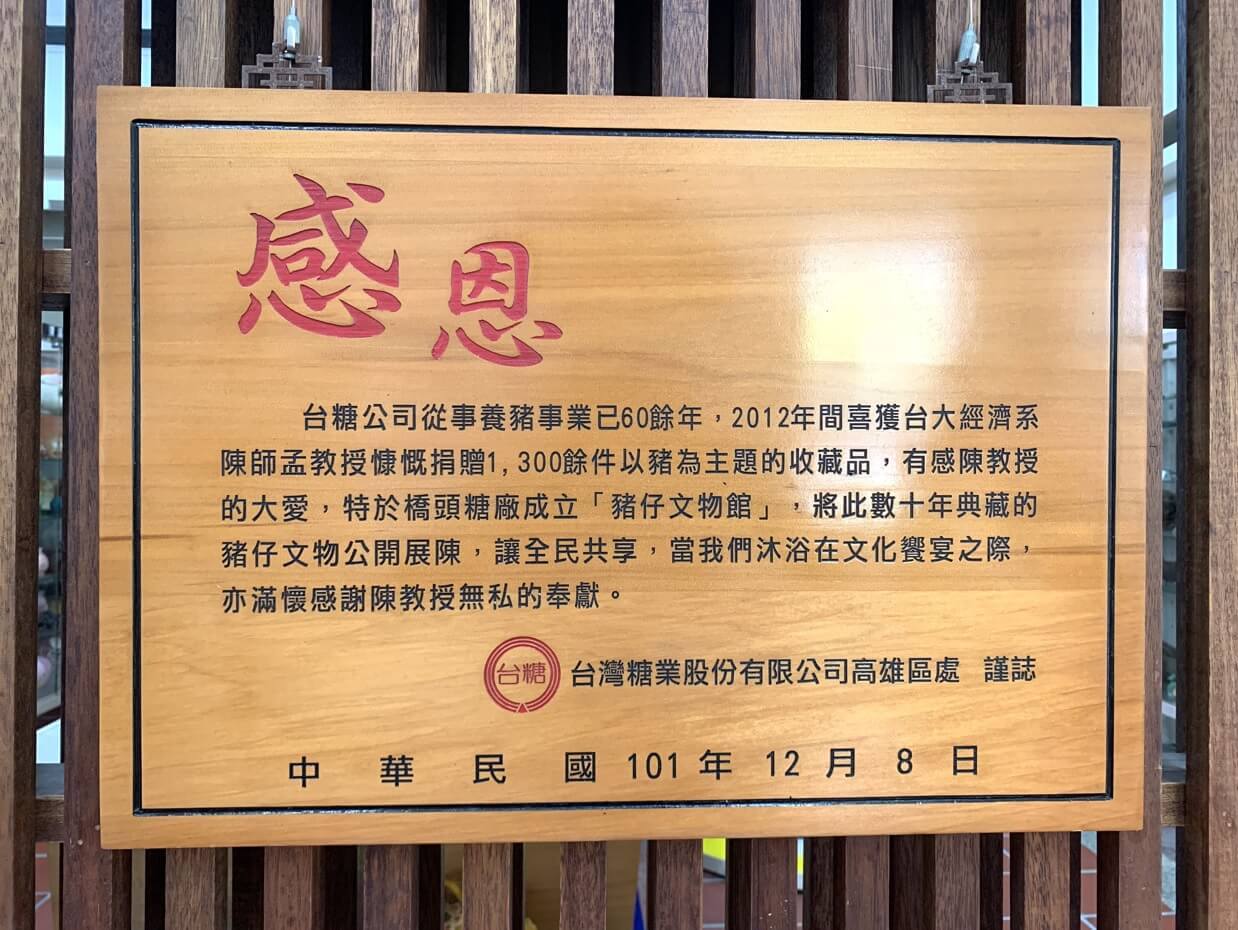 感恩
台糖公司從事養豬事業已60餘年，2012年間喜獲台大經濟系
陳師孟教授慷慨捐贈1,300餘件以豬為主題的收藏品，有感陳教授
的大愛，特於橋頭糖廠成立「豬仔文物館」，將此數十年典藏的
豬仔文物公開展陳，讓全民共享，當我們沐浴在文化饗宴之際，
亦滿懷感謝陳教授無私的奉獻。
台糖 台灣糖業股份有限公司高雄區處 謹誌
中華民國101年12月8日